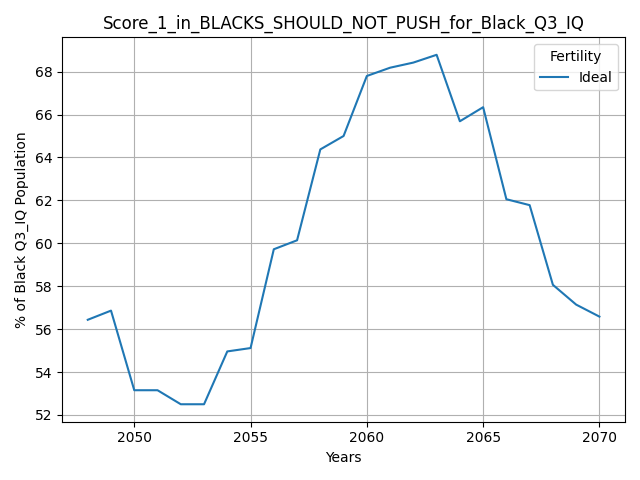 Score_1_in_BLACKS_SHOULD_NOT_PUSH_for_Black_Q3_IQ
Fertility
Ideal
% of Black Q3_IQ Population
68
66
64
62
60
58
56
54
52
2050
2055
2060
2065
2070
Years